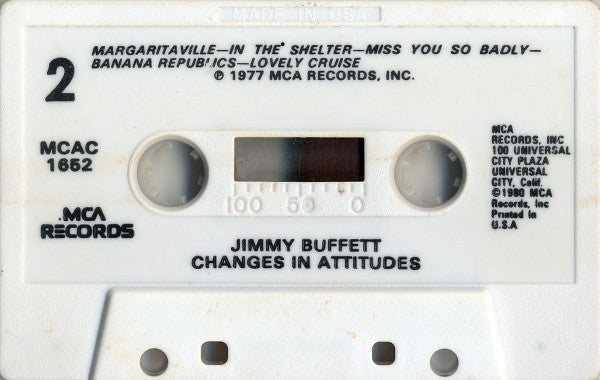 MADE IN USA
2
MARGARITAVILLE—IN THE SHELTER—MISS YOU SO BADLY—
BANANA REPUBLICS—LOVELY CRUISE
℗ 1977 MCA RECORDS, INC.
MCAC
1652
MCA
RECORDS
100 50 0
MCA
RECORDS, INC
100 UNIVERSAL
CITY PLAZA
UNIVERSAL
CITY, Calif.
©1980 MCA
Records, Inc
Printed in
U.S.A
JIMMY BUFFETT
CHANGES IN ATTITUDES